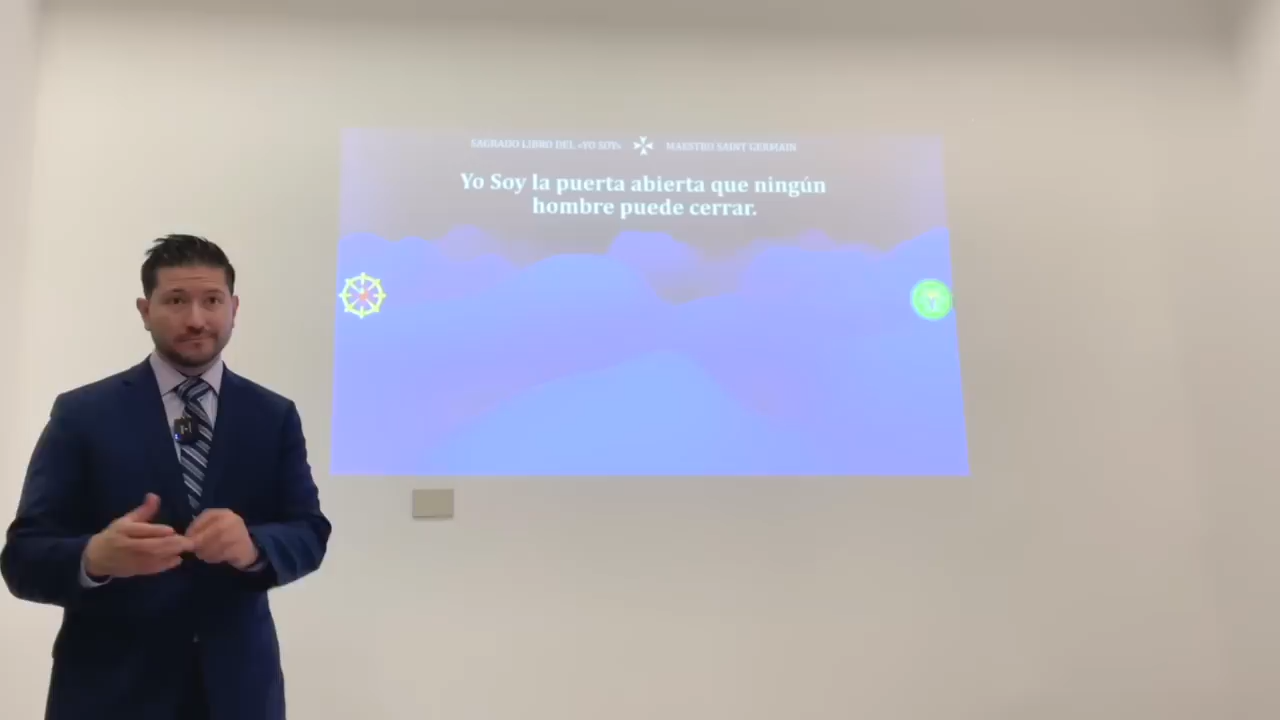 SAGRADO LIBRO DEL «YO SOY» MAESTRO SAINT GERMAIN
Yo Soy la puerta abierta que ningún
hombre puede cerrar.